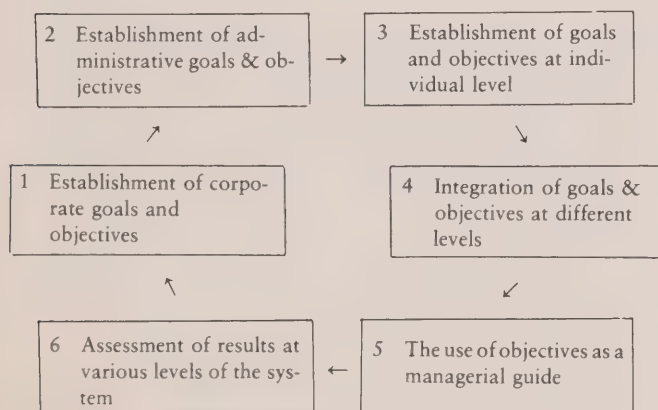 2 Establishment of ad-
ministrative goals & ob-
jectives
→
3 Establishment of goals
and objectives at indi-
vidual level
↗
↘
1 Establishment of corpo-
rate goals and
objectives
4 Integration of goals &
objectives at different
levels
↖
↙
6 Assessment of results at
various levels of the sys-
tem
←
5 The use of objectives as a
managerial guide